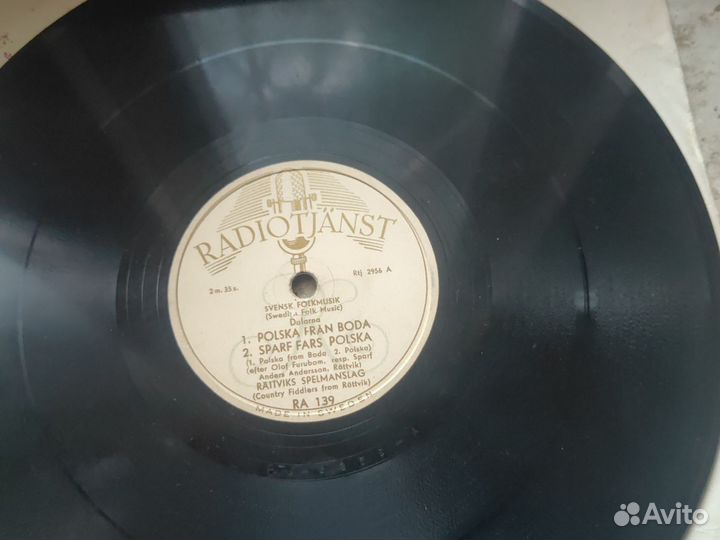 RADIOTJÄNST
2 m. 35 s.
Rtj 2956 A
SVENSK FOLKMUSIK
(Swedish Folk Music)
Dalarna
1. POLSKA FRÅN BODA
2. SPARF FARS POLSKA
(1. Polska from Boda 2. Polska)
(efter Olof Furubom, resp. Sparf
Anders Andersson, Rättvik)
RÄTTVIKS SPELMANSLAG
(Country Fiddlers from Rättvik)
RA 139
MADE IN SWEDEN
Avito